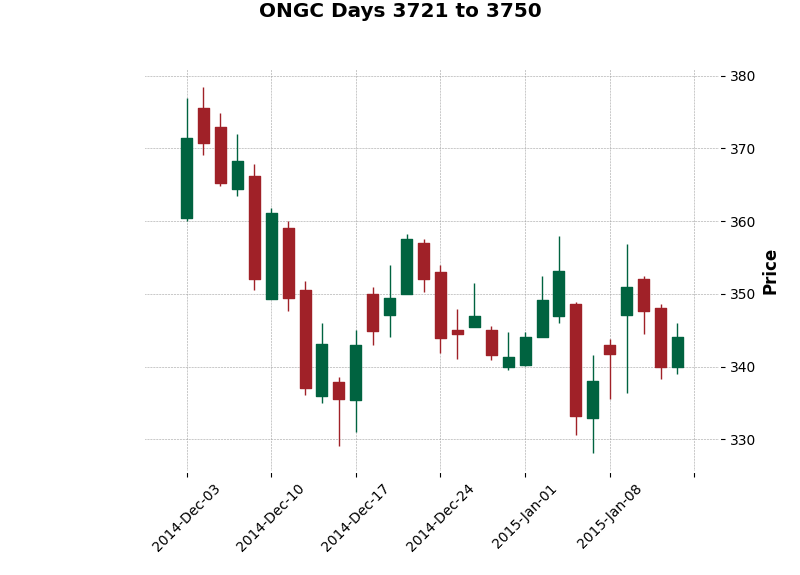 ONGC Days 3721 to 3750
380
370
360
350
340
330
Price
2014-Dec-03
2014-Dec-10
2014-Dec-17
2014-Dec-24
2015-Jan-01
2015-Jan-08